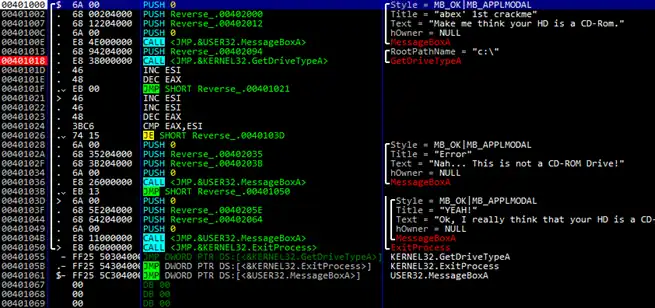 00401000 $ 6A 00 PUSH 0 Style = MB_OK|MB_APPLMODAL
00401002 . 68 00204000 PUSH Reverse_.00402000 Title = "abex' 1st crackme"
00401007 . 68 12204000 PUSH Reverse_.00402012 Text = "Make me think your HD is a CD-Rom."
0040100C . 6A 00 PUSH 0 hOwner = NULL
0040100E . E8 4E000000 CALL <JMP.&USER32.MessageBoxA> MessageBoxA
00401013 . 68 94204000 PUSH Reverse_.00402094 RootPathName = "c:\"
00401018 . E8 38000000 CALL <JMP.&KERNEL32.GetDriveTypeA> GetDriveTypeA
0040101D . 46 INC ESI
0040101E . 48 DEC EAX
0040101F . EB 00 JMP SHORT Reverse_.00401021
00401021 > 46 INC ESI
00401022 . 46 INC ESI
00401023 . 48 DEC EAX
00401024 . 3BC6 CMP EAX,ESI
00401026 . 74 15 JE SHORT Reverse_.0040103D
00401028 . 6A 00 PUSH 0 Style = MB_OK|MB_APPLMODAL
0040102A . 68 35204000 PUSH Reverse_.00402035 Title = "Error"
0040102F . 68 3B204000 PUSH Reverse_.0040203B Text = "Nah... This is not a CD-ROM Drive!"
00401034 . 6A 00 PUSH 0 hOwner = NULL
00401036 . E8 26000000 CALL <JMP.&USER32.MessageBoxA> MessageBoxA
0040103B . EB 13 JMP SHORT Reverse_.00401050
0040103D > 6A 00 PUSH 0 Style = MB_OK|MB_APPLMODAL
0040103F . 68 5E204000 PUSH Reverse_.0040205E Title = "YEAH!"
00401044 . 68 64204000 PUSH Reverse_.00402064 Text = "Ok, I really think that your HD is a CD-
00401049 . 6A 00 PUSH 0 hOwner = NULL
0040104B . E8 11000000 CALL <JMP.&USER32.MessageBoxA> MessageBoxA
00401050 > E8 06000000 CALL <JMP.&KERNEL32.ExitProcess> ExitProcess
00401055 - FF25 50304000 JMP DWORD PTR DS:[<&KERNEL32.GetDriveTypeA>] KERNEL32.GetDriveTypeA
0040105B - FF25 54304000 JMP DWORD PTR DS:[<&KERNEL32.ExitProcess>] KERNEL32.ExitProcess
00401061 $- FF25 5C304000 JMP DWORD PTR DS:[<&USER32.MessageBoxA>] USER32.MessageBoxA
00401067 00 DB 00
00401068 00 DB 00
00401069 00 DB 00